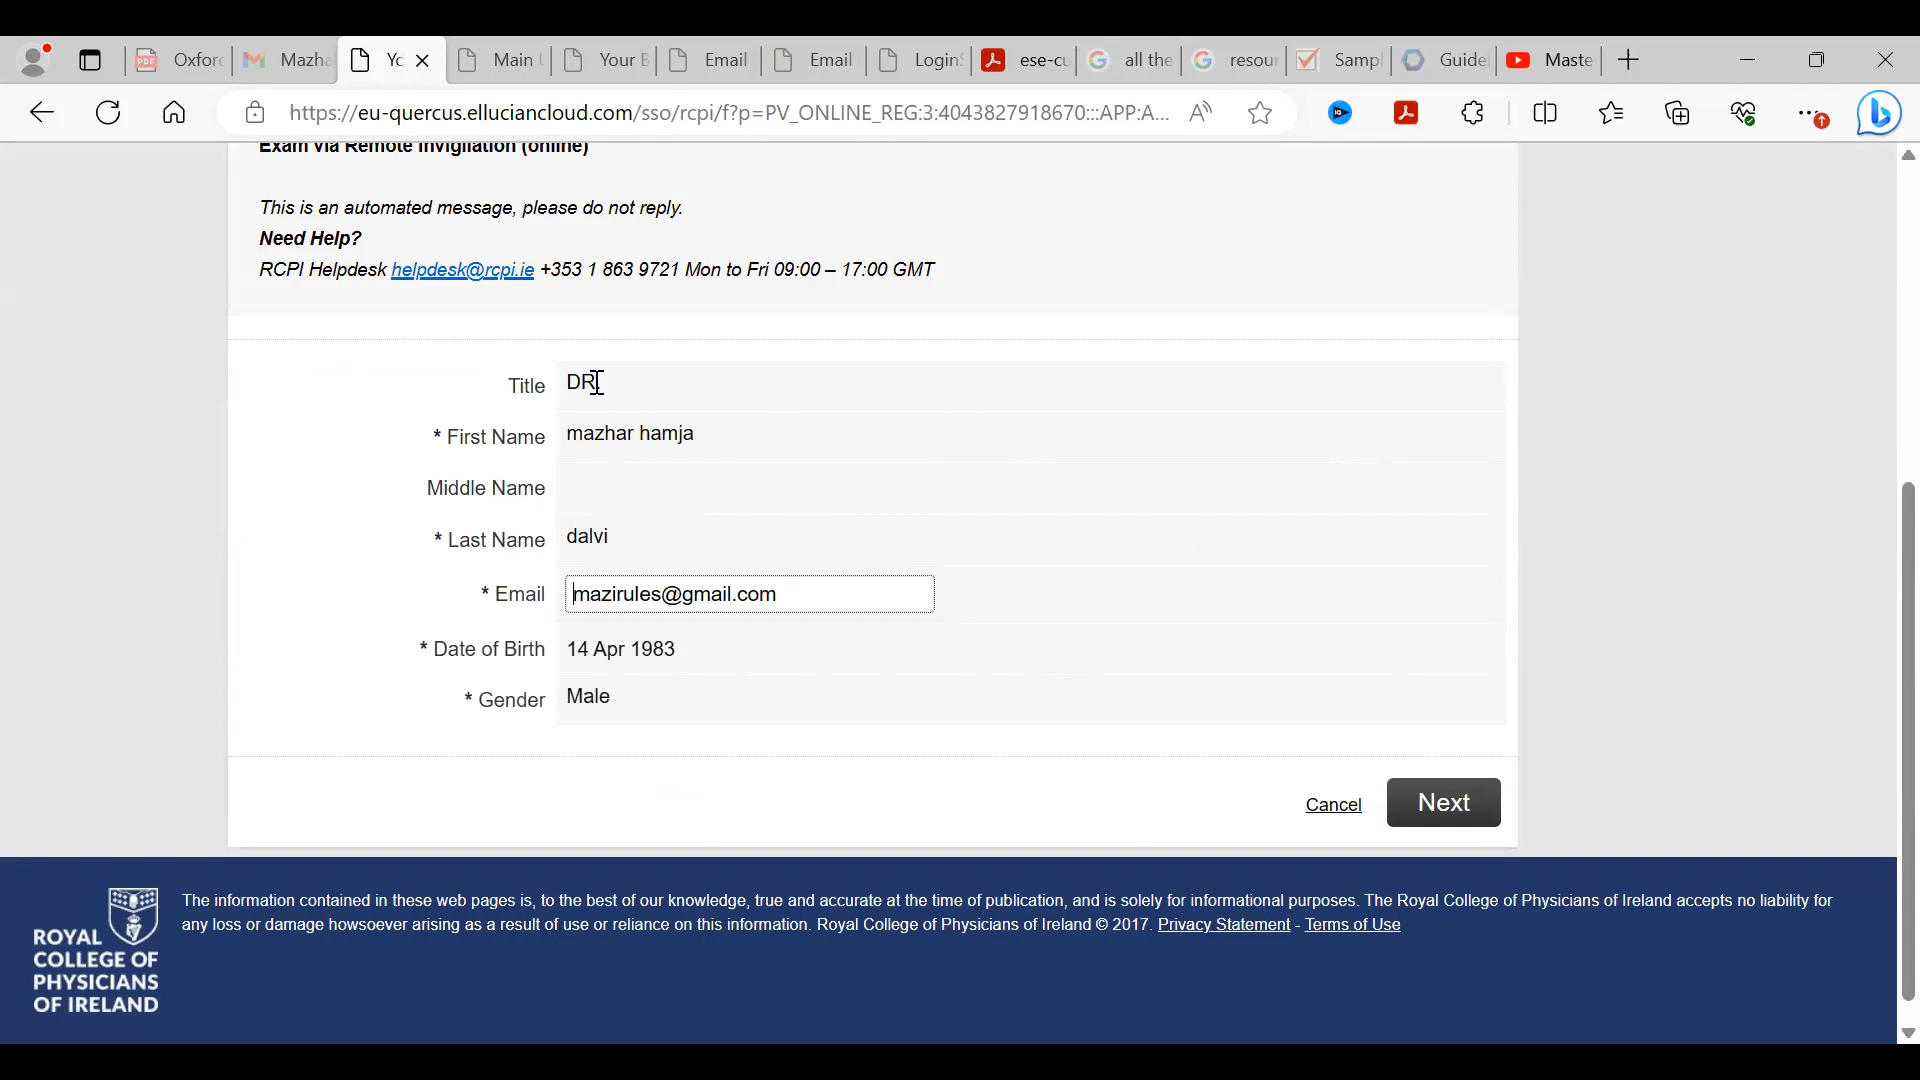 Oxford
Mazha
Yo
Main
Your B
Email
Email
Login
ese-cu
all the
resour
Sampl
Guide
Maste
https://eu-quercus.elluciancloud.com/sso/rcpi/f?p=PV_ONLINE_REG:3:4043827918670:::APP:A...
Exam via Remote Invigilation (online)
This is an automated message, please do not reply.
Need Help?
RCPI Helpdesk helpdesk@rcpi.ie +353 1 863 9721 Mon to Fri 09:00 – 17:00 GMT
Title DR.
* First Name mazhar hamja
Middle Name
* Last Name dalvi
* Email mazirules@gmail.com
* Date of Birth 14 Apr 1983
* Gender Male
Cancel Next
ROYAL
COLLEGE OF
PHYSICIANS
OF IRELAND
The information contained in these web pages is, to the best of our knowledge, true and accurate at the time of publication, and is solely for informational purposes. The Royal College of Physicians of Ireland accepts no liability for
any loss or damage howsoever arising as a result of use or reliance on this information. Royal College of Physicians of Ireland © 2017. Privacy Statement - Terms of Use